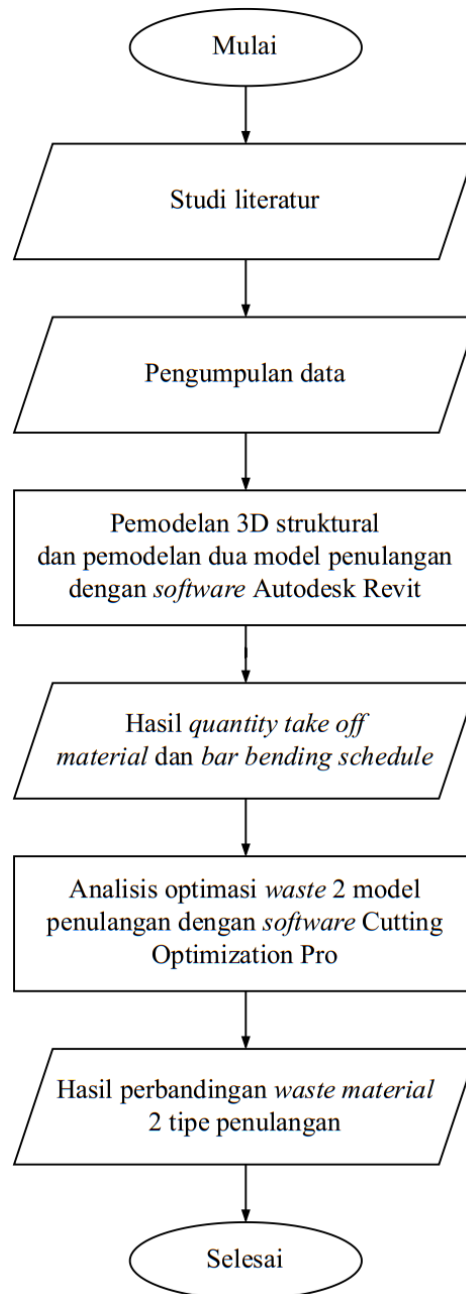 Mulai
Studi literatur
Pengumpulan data
Pemodelan 3D struktural
dan pemodelan dua model penulangan
dengan software Autodesk Revit
Hasil quantity take off
material dan bar bending schedule
Analisis optimasi waste 2 model
penulangan dengan software Cutting
Optimization Pro
Hasil perbandingan waste material
2 tipe penulangan
Selesai